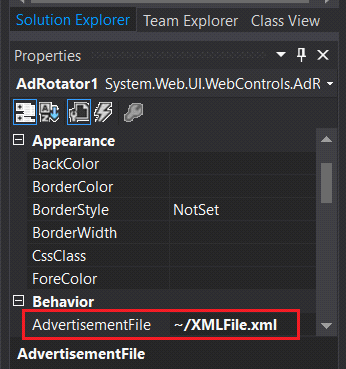 Solution Explorer Team Explorer Class View
Properties
AdRotator1 System.Web.UI.WebControls.AdR
Appearance
BackColor
BorderColor
BorderStyle NotSet
BorderWidth
CssClass
ForeColor
Behavior
AdvertisementFile ~/XMLFile.xml
AdvertisementFile